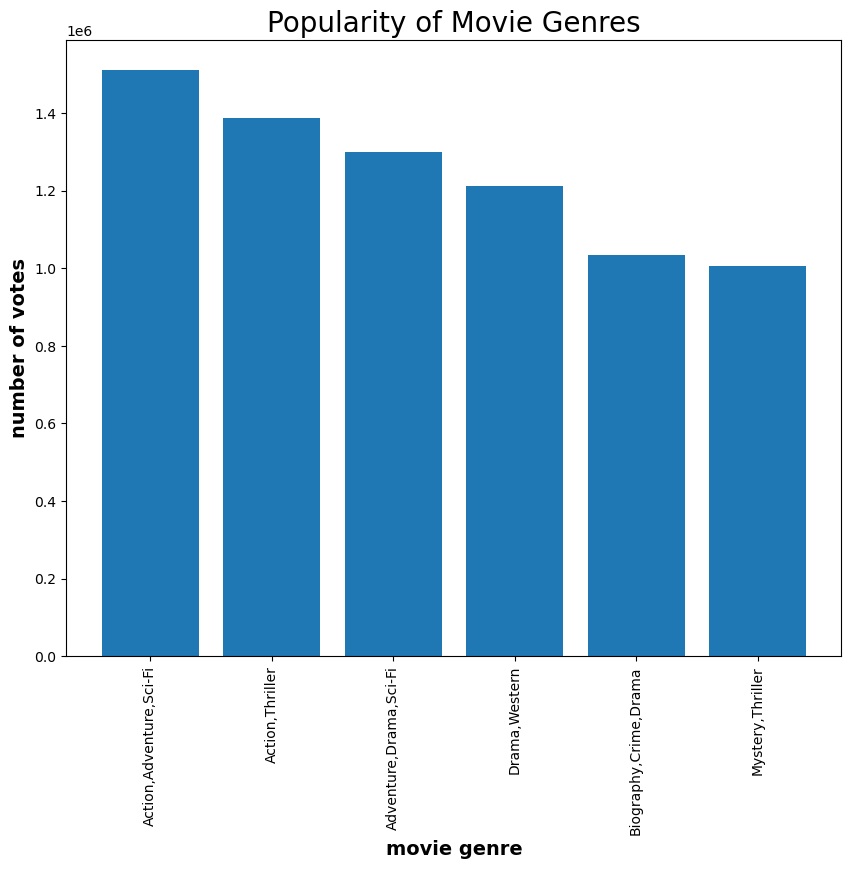 Popularity of Movie Genres
1e6
1.4
1.2
1.0
0.8
0.6
0.4
0.2
0.0
number of votes
Action,Adventure,Sci-Fi
Action,Thriller
Adventure,Drama,Sci-Fi
Drama,Western
Biography,Crime,Drama
Mystery,Thriller
movie genre